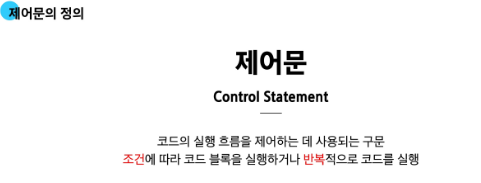 제어문의 정의
제어문
Control Statement
코드의 실행 흐름을 제어하는 데 사용되는 구문
조건에 따라 코드 블록을 실행하거나 반복적으로 코드를 실행